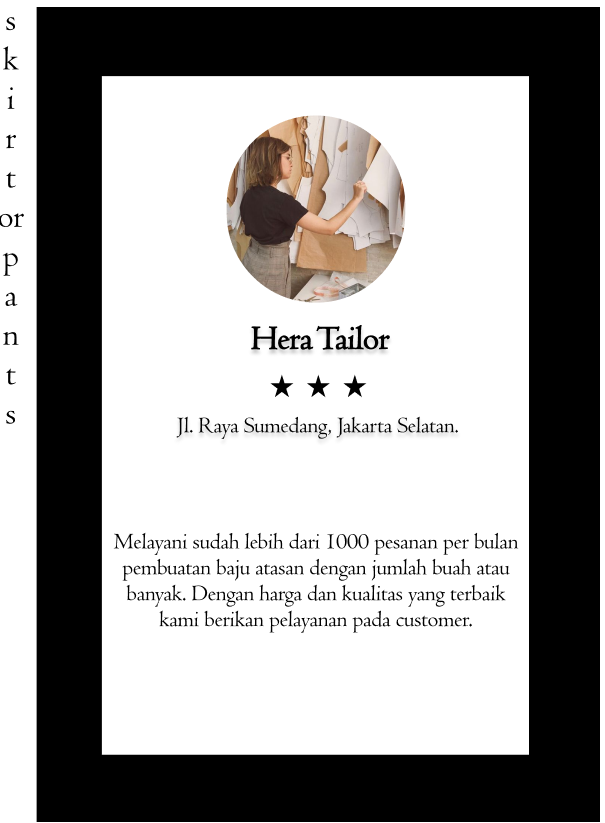 s
k
i
r
t
or
p
a
n
t
s
Hera Tailor
★ ★ ★
Jl. Raya Sumedang, Jakarta Selatan.
Melayani sudah lebih dari 1000 pesanan per bulan
pembuatan baju atasan dengan jumlah buah atau
banyak. Dengan harga dan kualitas yang terbaik
kami berikan pelayanan pada customer.